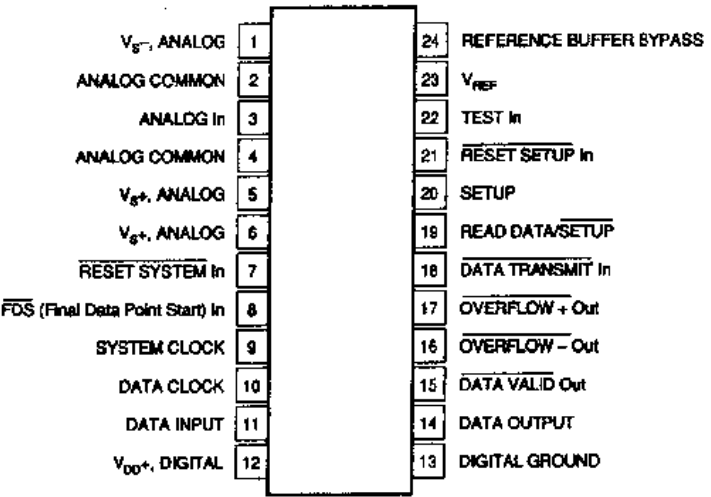 V_S−, ANALOG 1
ANALOG COMMON 2
ANALOG In 3
ANALOG COMMON 4
V_S+, ANALOG 5
V_S+, ANALOG 6
RESET SYSTEM In 7
FDS (Final Data Point Start) In 8
SYSTEM CLOCK 9
DATA CLOCK 10
DATA INPUT 11
V_DD+, DIGITAL 12
24 REFERENCE BUFFER BYPASS
23 V_REF
22 TEST In
21 RESET SETUP In
20 SETUP
19 READ DATA/SETUP
18 DATA TRANSMIT In
17 OVERFLOW + Out
16 OVERFLOW − Out
15 DATA VALID Out
14 DATA OUTPUT
13 DIGITAL GROUND